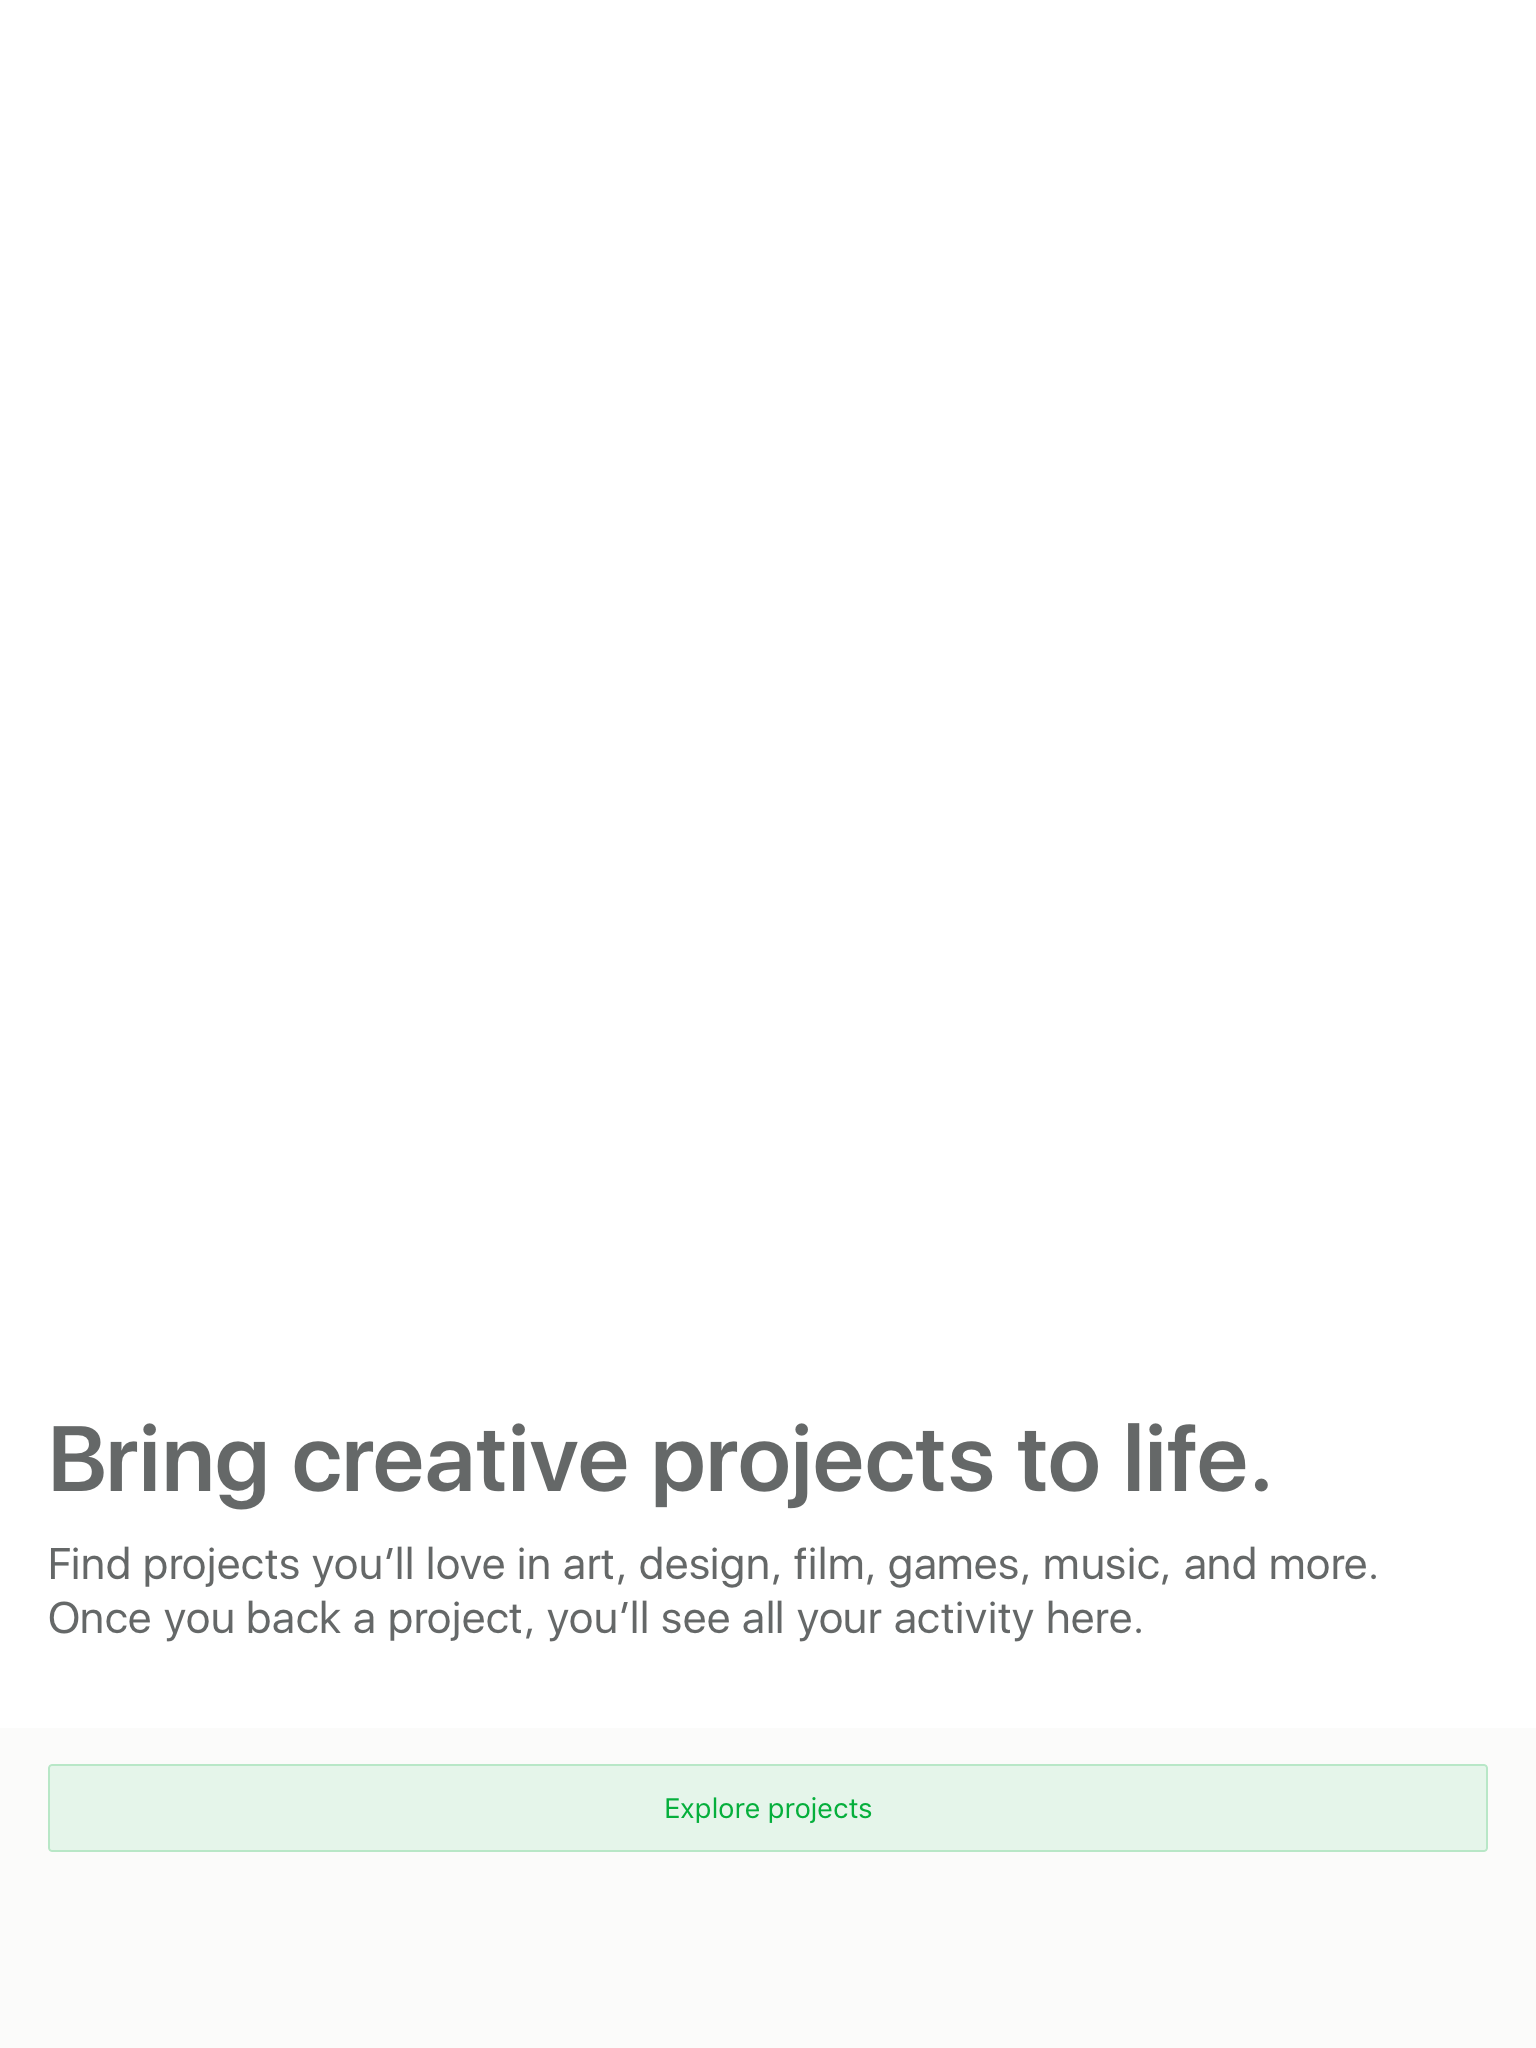 Bring creative projects to life.
Find projects you’ll love in art, design, film, games, music, and more.
Once you back a project, you’ll see all your activity here.
Explore projects